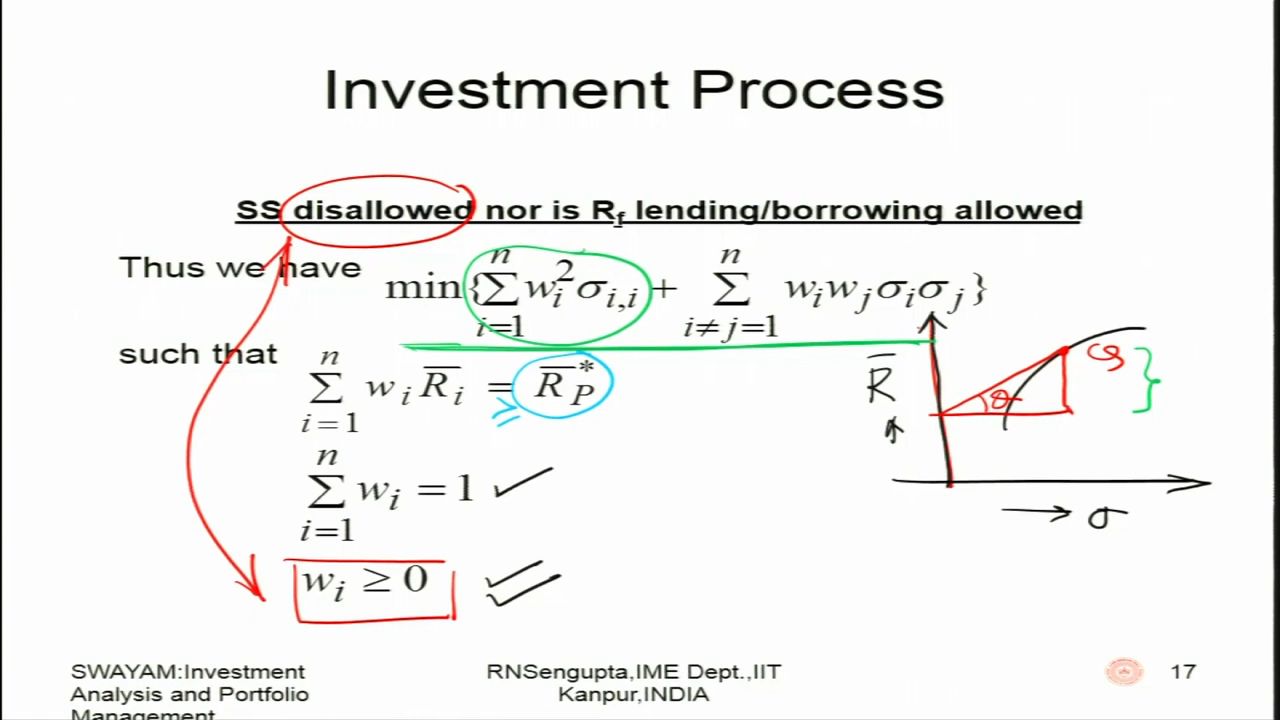 Investment Process
SS disallowed nor is R_f lending/borrowing allowed
Thus we have
min{∑_{i=1}^{n} w_i^2 σ_{i,i} + ∑_{i≠j=1}^{n} w_i w_j σ_i σ_j}
such that
∑_{i=1}^{n} w_i R̅_i = R̅_P^*
≥
∑_{i=1}^{n} w_i = 1
w_i ≥ 0
R̅
θ
σ
SWAYAM:Investment
Analysis and Portfolio
Management
RNSengupta,IME Dept.,IIT
Kanpur,INDIA
17